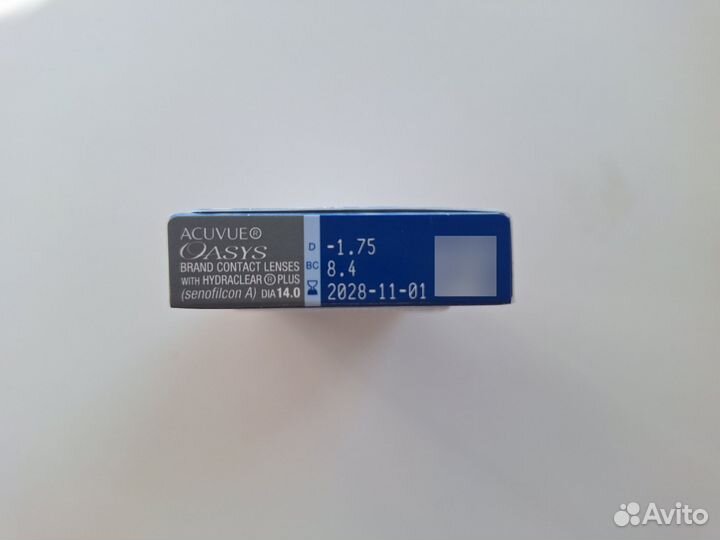 ACUVUE®
OASYS
BRAND CONTACT LENSES
WITH HYDRACLEAR ® PLUS
(senofilcon A) DIA 14.0
D -1.75
BC 8.4
2028-11-01
Avito